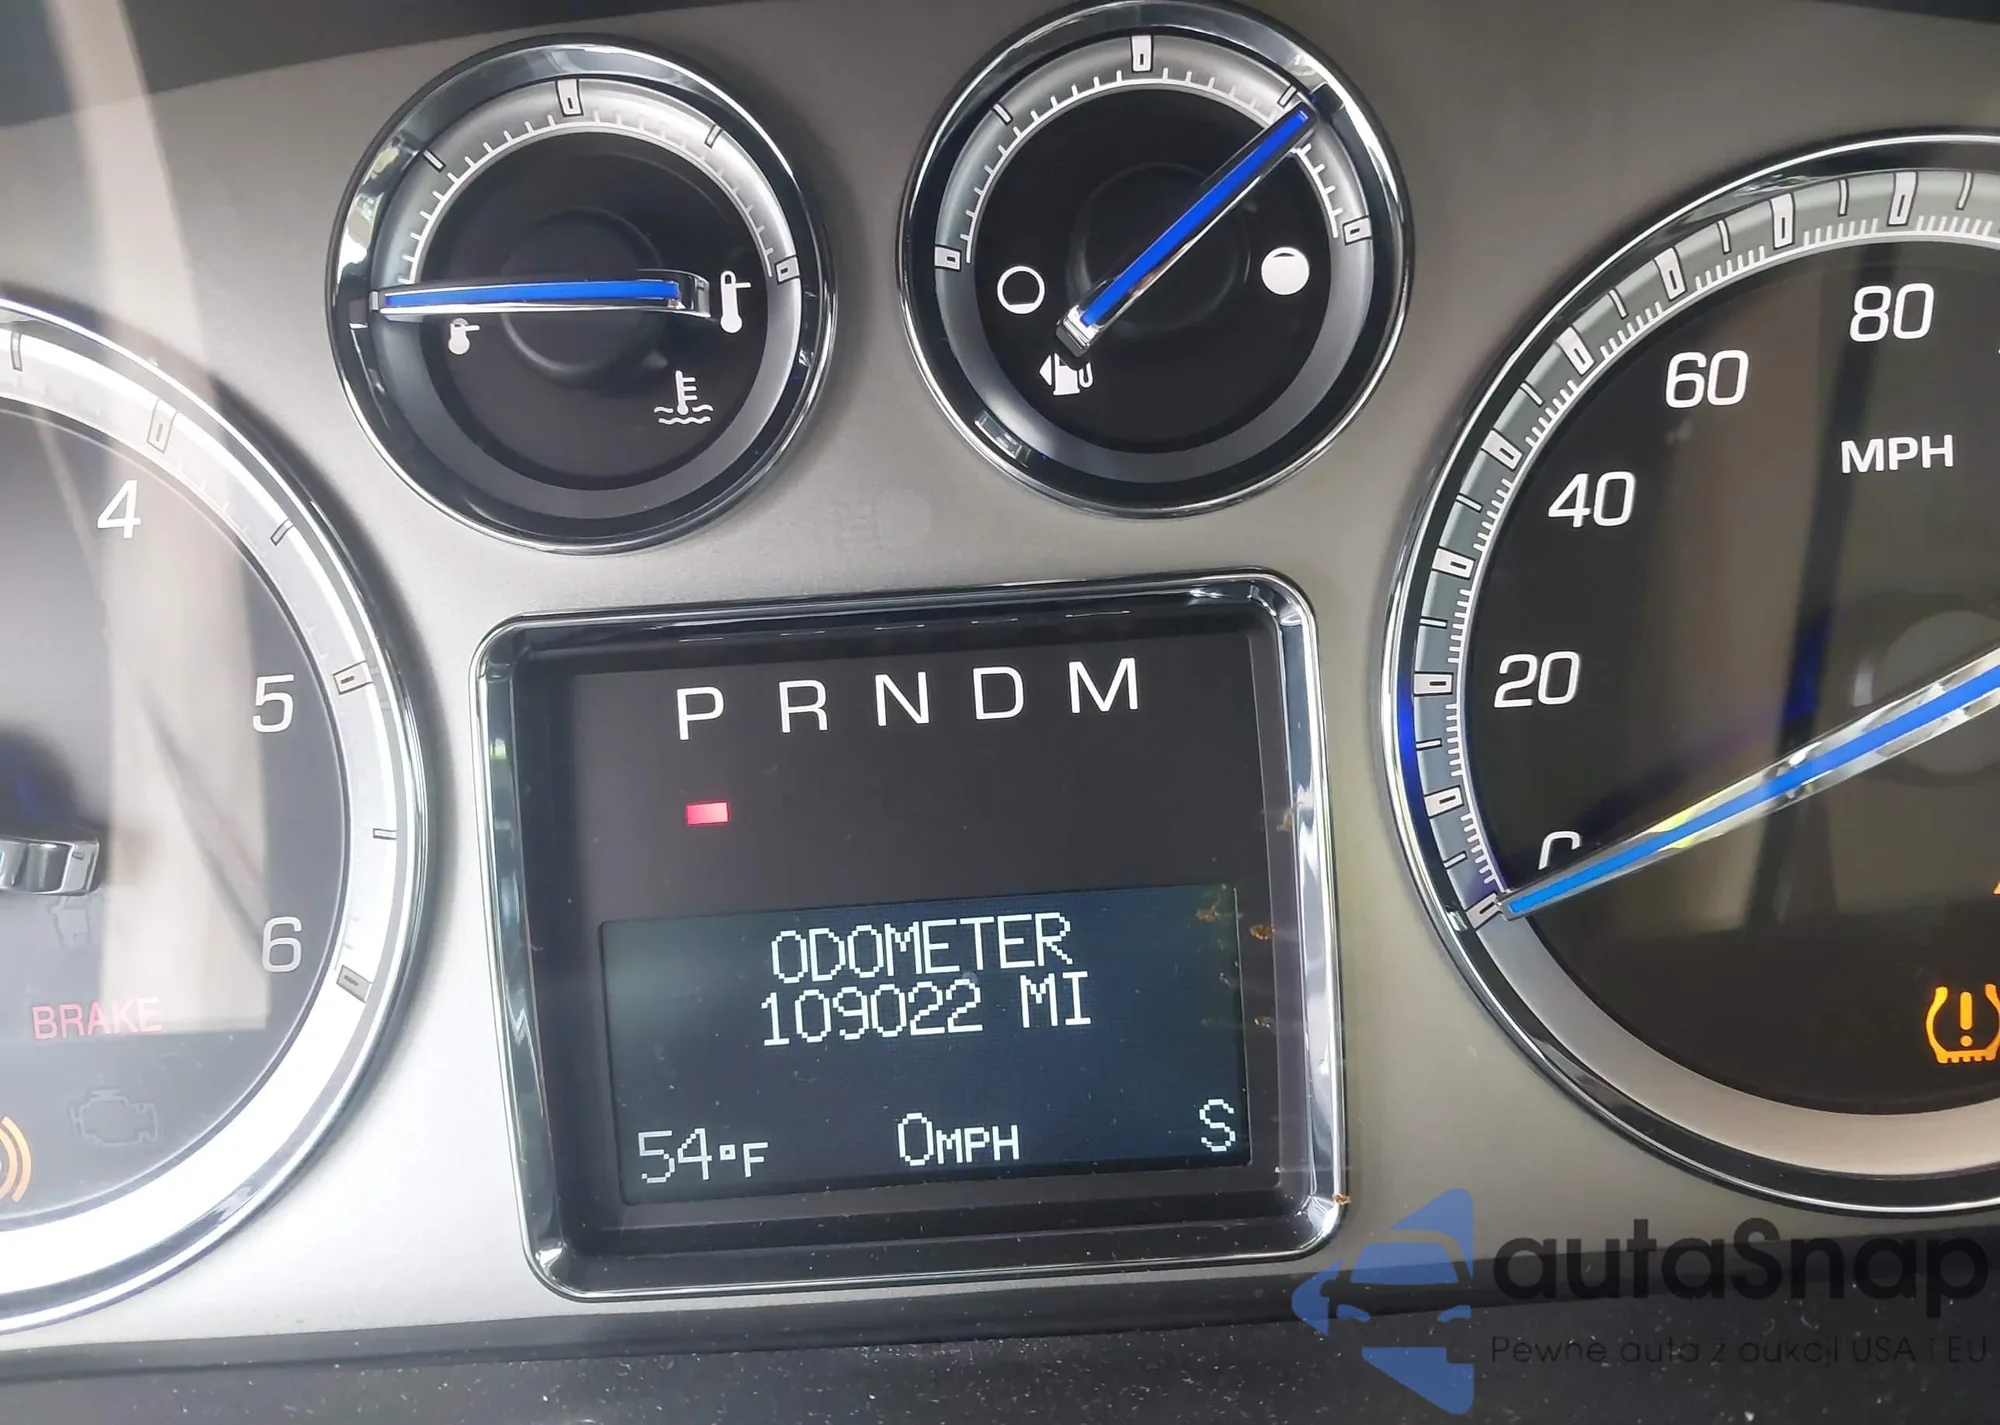 4
5
6
BRAKE
P R N D M
ODOMETER
109022 MI
54°F 0MPH S
80
60
MPH
40
20
0
autaSnap
Pewne auta z aukcji USA i EU